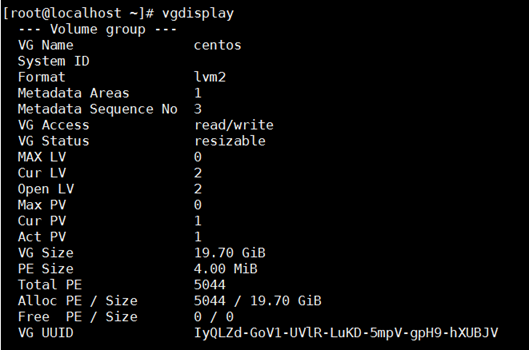 [root@localhost ~]# vgdisplay
--- Volume group ---
VG Name centos
System ID
Format lvm2
Metadata Areas 1
Metadata Sequence No 3
VG Access read/write
VG Status resizable
MAX LV 0
Cur LV 2
Open LV 2
Max PV 0
Cur PV 1
Act PV 1
VG Size 19.70 GiB
PE Size 4.00 MiB
Total PE 5044
Alloc PE / Size 5044 / 19.70 GiB
Free PE / Size 0 / 0
VG UUID IyQLZd-GoV1-UVlR-LuKD-5mpV-gpH9-hXUBJV